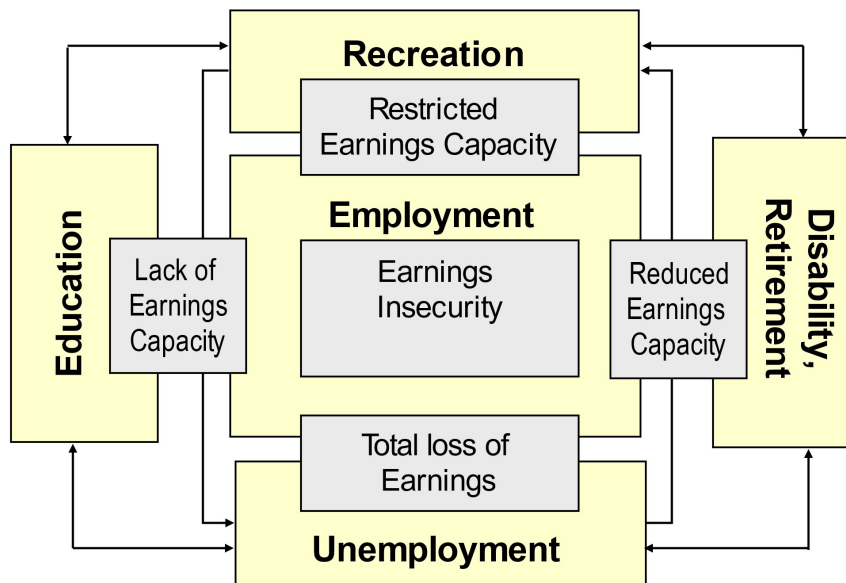 Recreation
Restricted
Earnings Capacity
Employment
Earnings
Insecurity
Education
Lack of
Earnings
Capacity
Reduced
Earnings
Capacity
Disability,
Retirement
Total loss of
Earnings
Unemployment